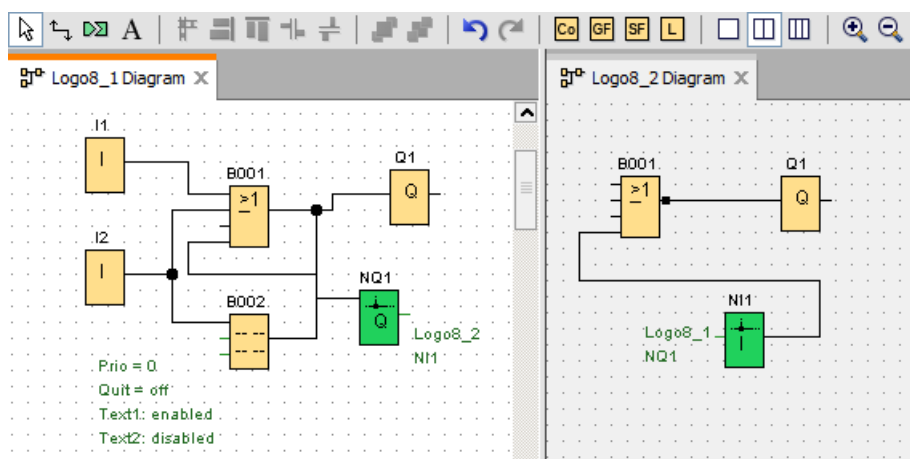 A Co GF SF L
Logo8_1 Diagram
I1
I
B001
≥1
Q1
Q
I2
I
B002
NQ1
Q
Logo8_2
NI1
Prio = 0
Quit = off
Text1: enabled
Text2: disabled
Logo8_2 Diagram
B001
≥1
Q1
Q
NI1
I
Logo8_1
NQ1